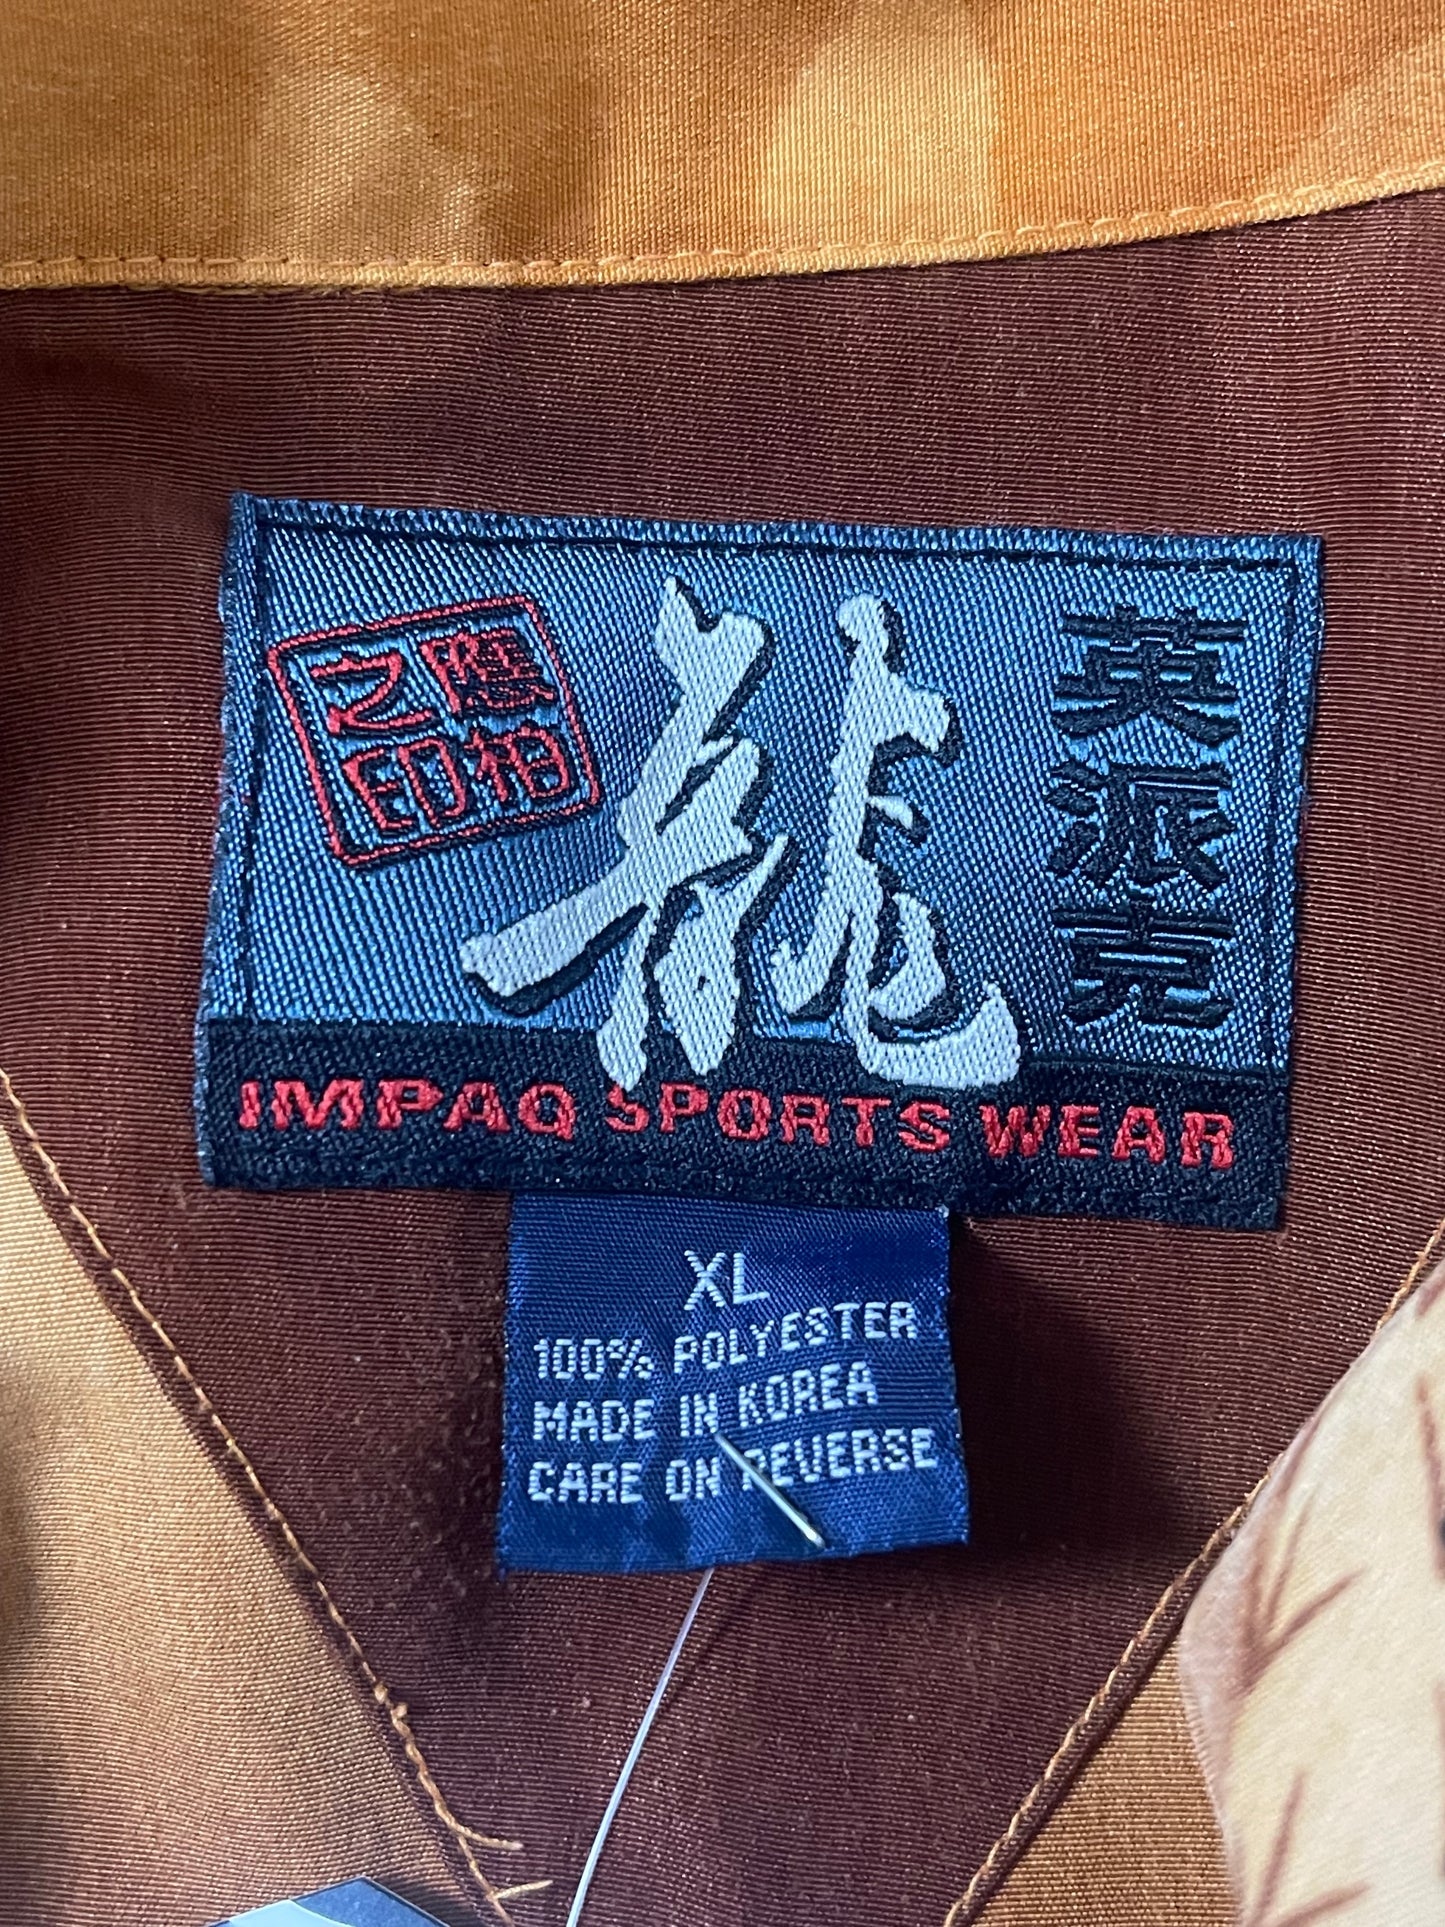 應柏
之印
龍
英派克
IMPAQ SPORTS WEAR
XL
100% POLYESTER
MADE IN KOREA
CARE ON REVERSE